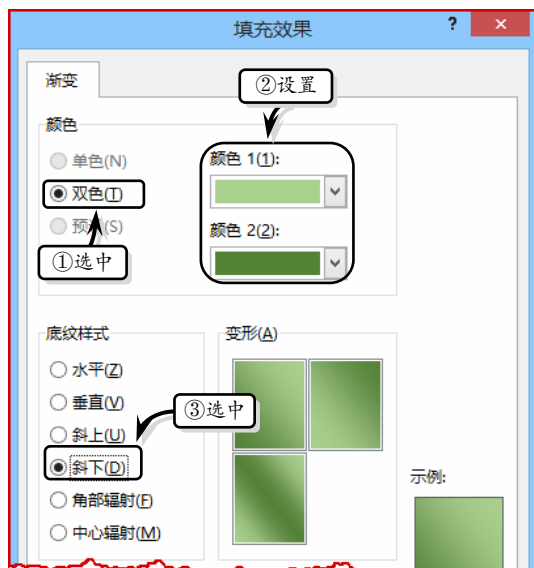 填充效果
?
×
渐变
②设置
颜色
单色(N)
双色(T)
预(S)
①选中
颜色 1(1):
颜色 2(2):
底纹样式
水平(Z)
垂直(V)
斜上(U)
③选中
斜下(D)
角部辐射(F)
中心辐射(M)
变形(A)
示例: